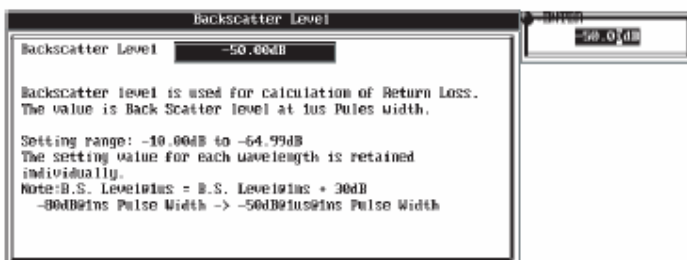 Backscatter Level
Backscatter Level -50.00dB
-50.00dB
Backscatter level is used for calculation of Return Loss.
The value is Back Scatter level at 1us Pules width.
Setting range: -10.00dB to -64.99dB
The setting value for each wavelength is retained
individually.
Note:B.S. Level@1us = B.S. Level@1ns + 30dB
-80dB@1ns Pulse Width -> -50dB@1us@1ns Pulse Width